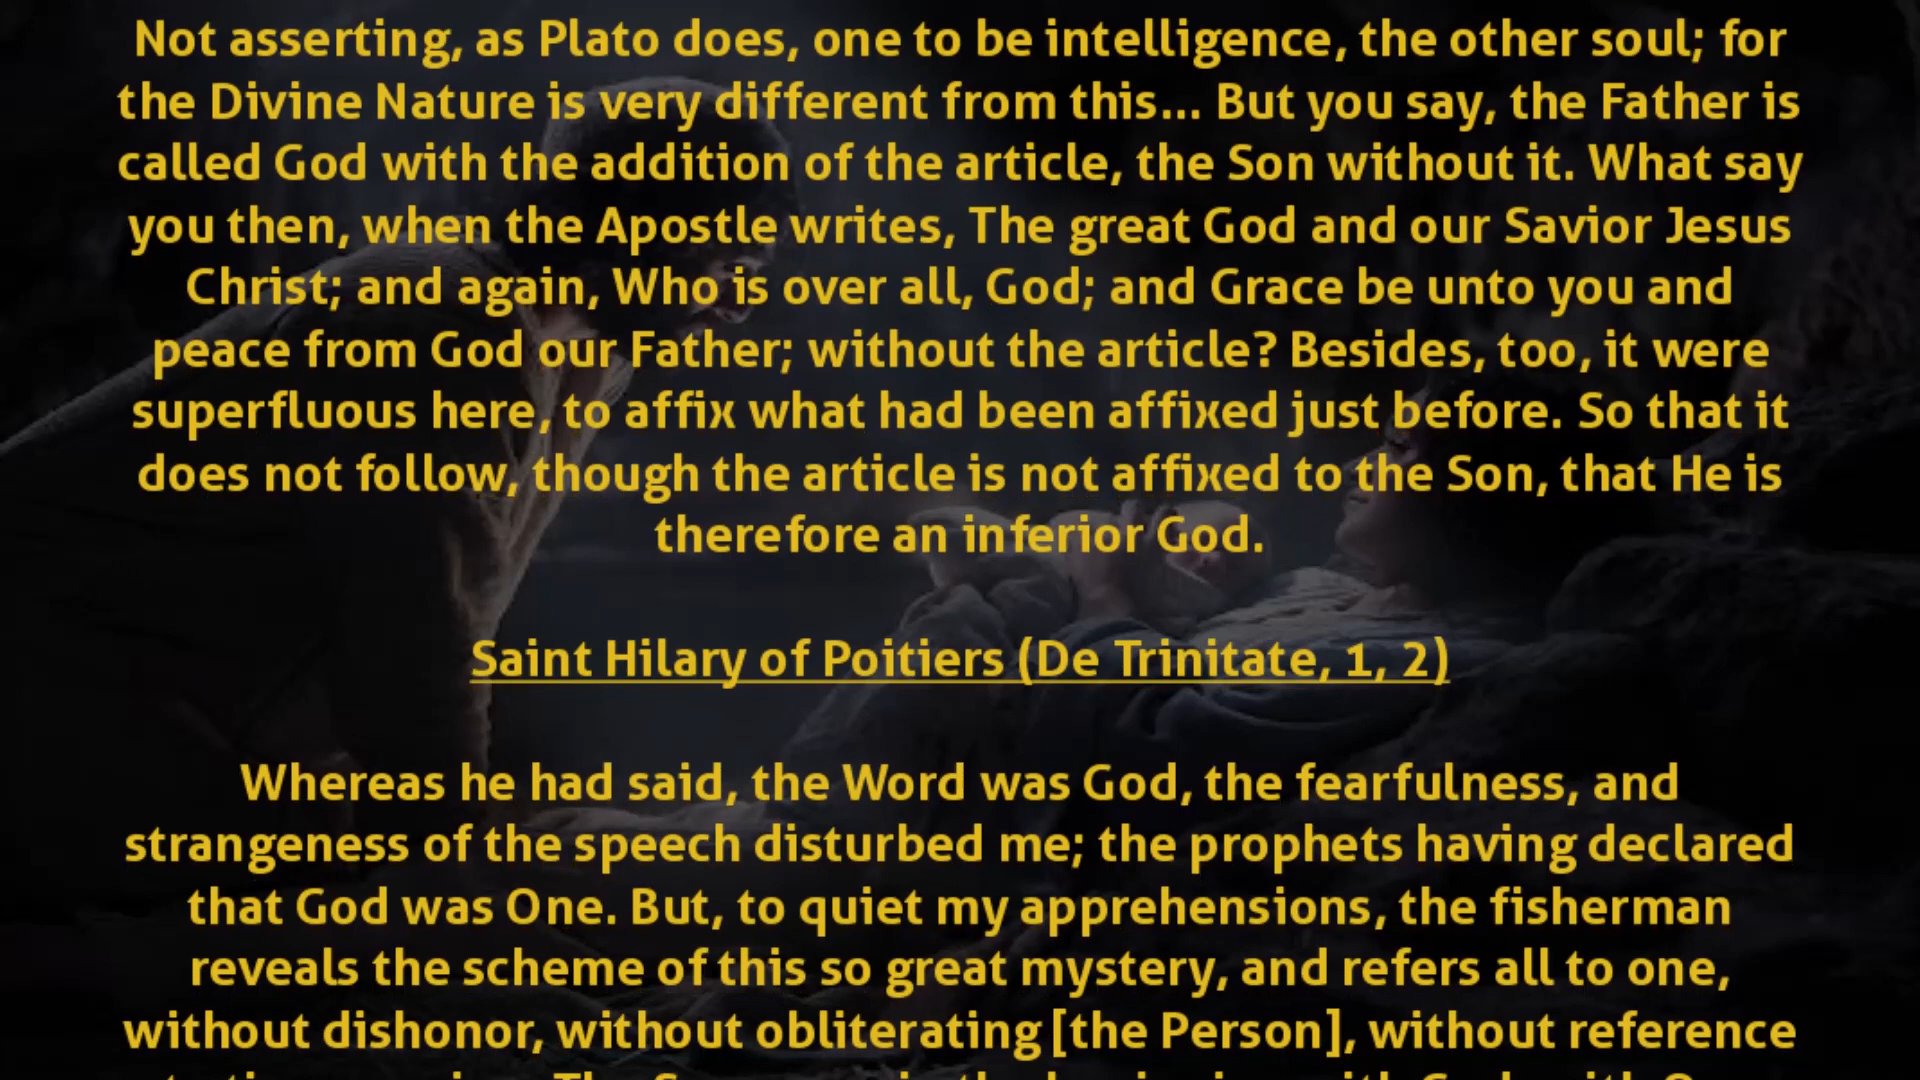 Not asserting, as Plato does, one to be intelligence, the other soul; for
the Divine Nature is very different from this... But you say, the Father is
called God with the addition of the article, the Son without it. What say
you then, when the Apostle writes, The great God and our Savior Jesus
Christ; and again, Who is over all, God; and Grace be unto you and
peace from God our Father; without the article? Besides, too, it were
superfluous here, to affix what had been affixed just before. So that it
does not follow, though the article is not affixed to the Son, that He is
therefore an inferior God.
Saint Hilary of Poitiers (De Trinitate, 1, 2)
Whereas he had said, the Word was God, the fearfulness, and
strangeness of the speech disturbed me; the prophets having declared
that God was One. But, to quiet my apprehensions, the fisherman
reveals the scheme of this so great mystery, and refers all to one,
without dishonor, without obliterating [the Person], without reference